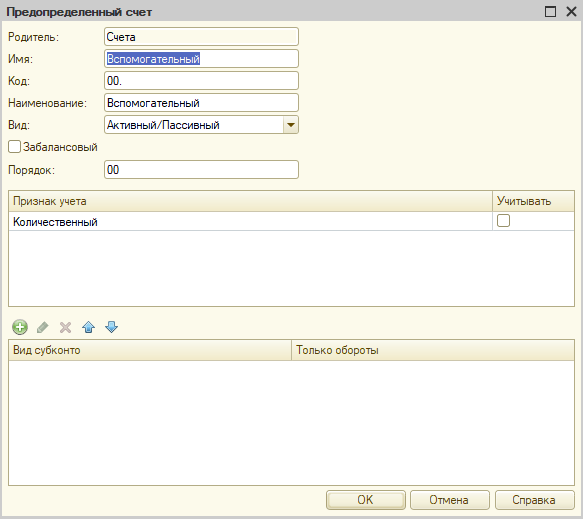 Предопределенный счет
Родитель: Счета
Имя: Вспомогательный
Код: 00.
Наименование: Вспомогательный
Вид: Активный/Пассивный
Забалансовый
Порядок: 00
Признак учета Учитывать
Количественный
Вид субконто Только обороты
OK Отмена Справка